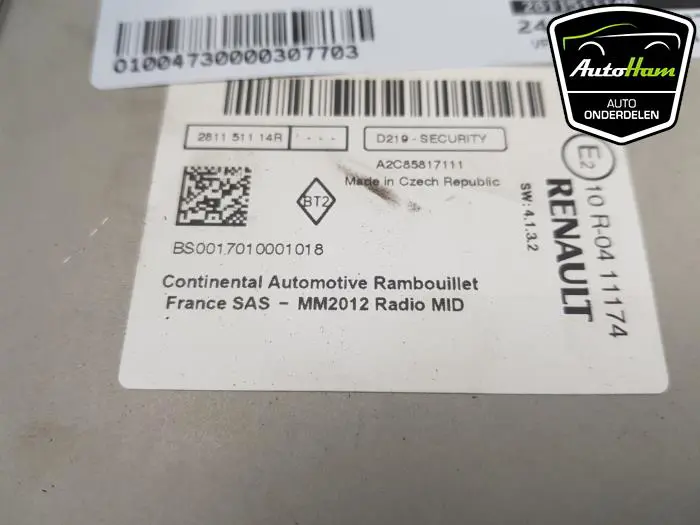 01004730000307703
24
AutoHam
AUTO
ONDERDELEN
2811 511 14R - - - -
D219 - SECURITY
A2C85817111
Made in Czech Republic
BT2
BS0017010001018
Continental Automotive Rambouillet
France SAS - MM2012 Radio MID
E2
10 R-04 11174
RENAULT
SW: 4.1.3.2